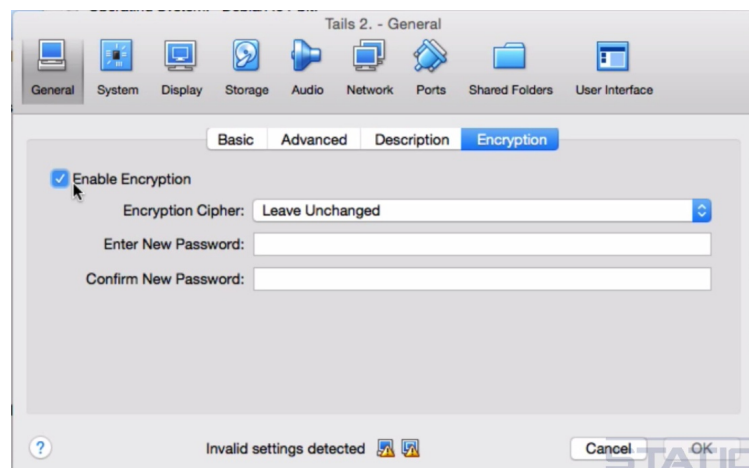 Tails 2. - General
General System Display Storage Audio Network Ports Shared Folders User Interface
Basic Advanced Description Encryption
Enable Encryption
Encryption Cipher: Leave Unchanged
Enter New Password:
Confirm New Password:
? Invalid settings detected Cancel OK